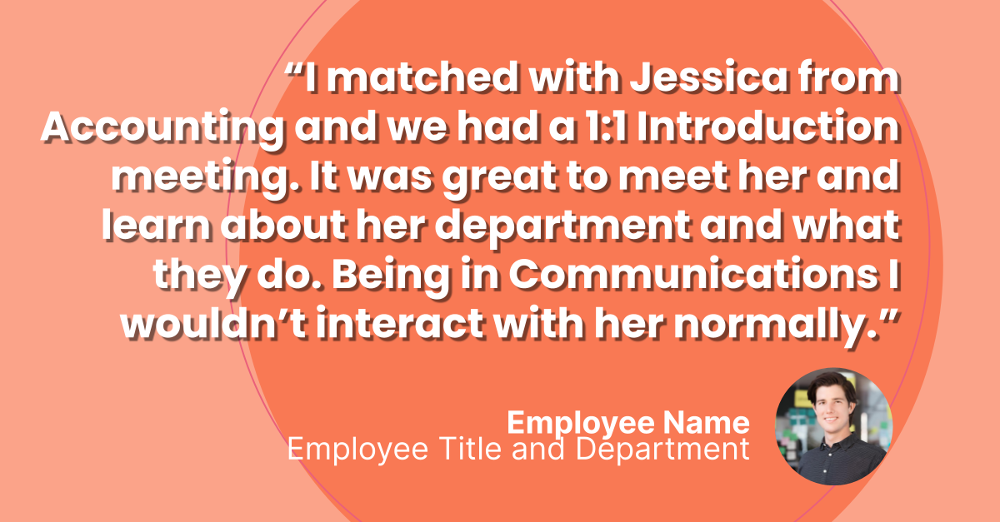 “I matched with Jessica from
Accounting and we had a 1:1 Introduction
meeting. It was great to meet her and
learn about her department and what
they do. Being in Communications I
wouldn’t interact with her normally.”
Employee Name
Employee Title and Department